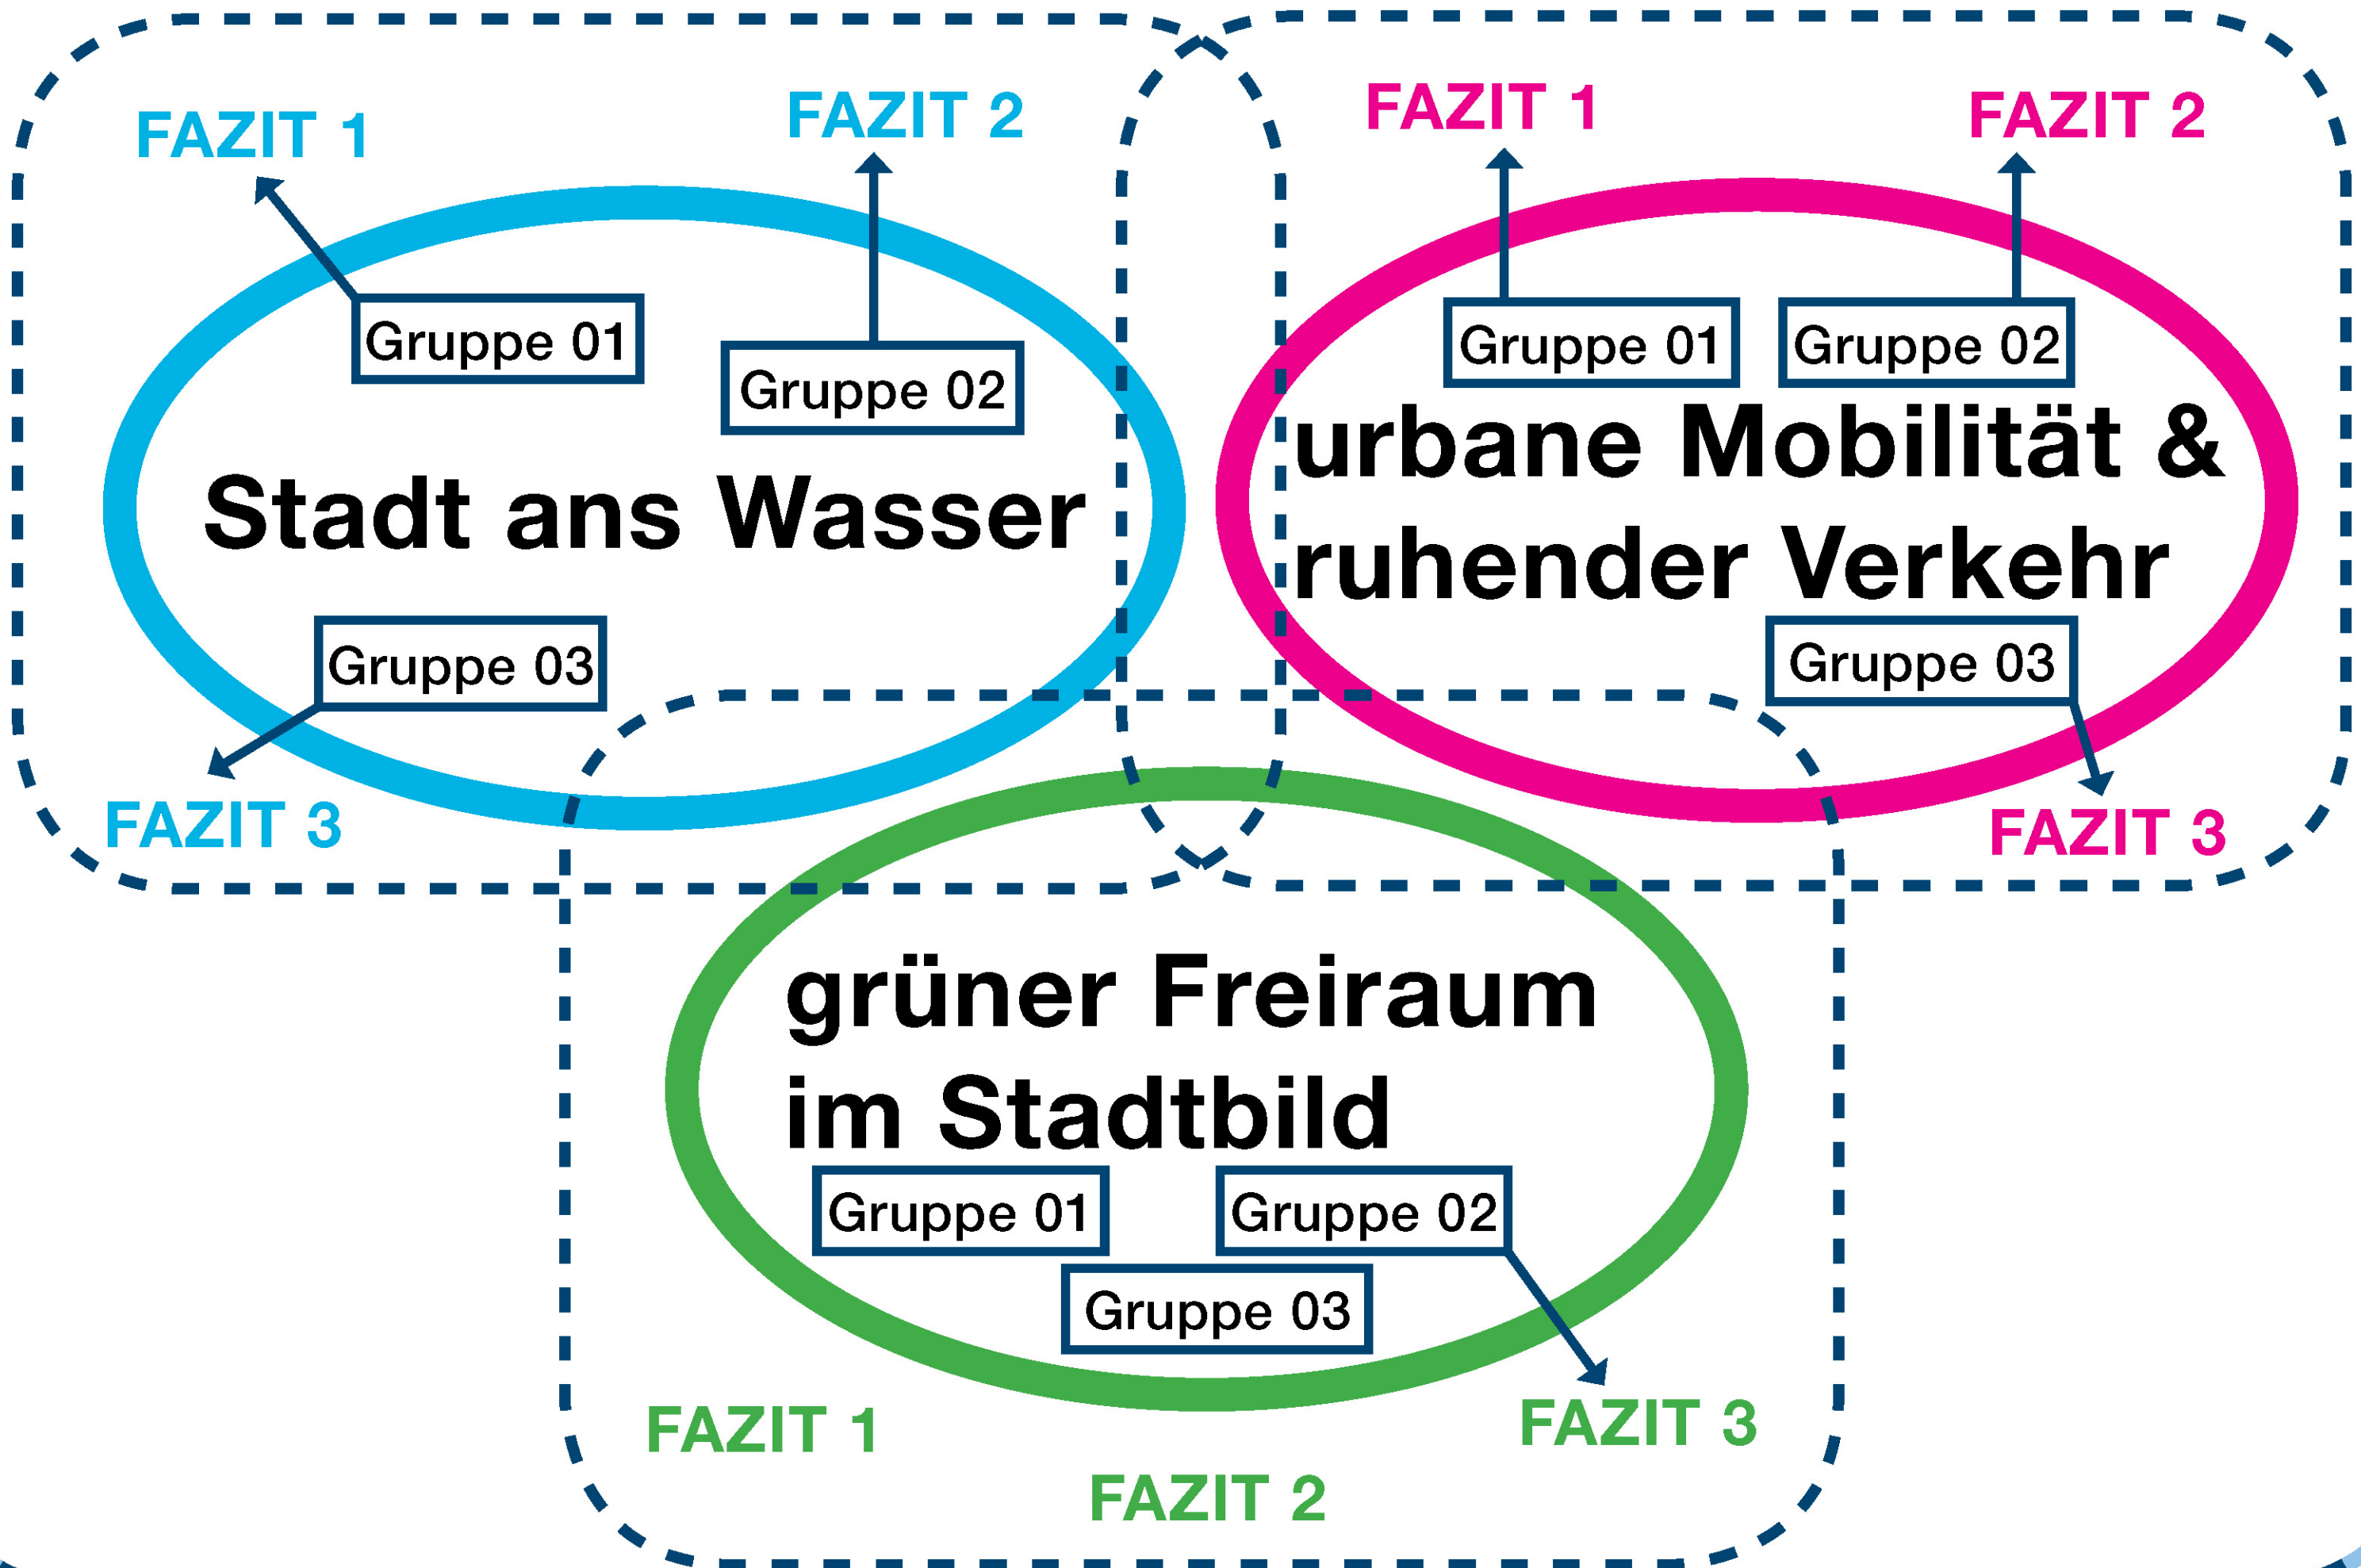 FAZIT 1
FAZIT 2
Gruppe 01
Gruppe 02
Stadt ans Wasser
Gruppe 03
FAZIT 3
FAZIT 1
FAZIT 2
Gruppe 01
Gruppe 02
urbane Mobilität &
ruhender Verkehr
Gruppe 03
FAZIT 3
grüner Freiraum
im Stadtbild
Gruppe 01
Gruppe 02
Gruppe 03
FAZIT 1
FAZIT 3
FAZIT 2